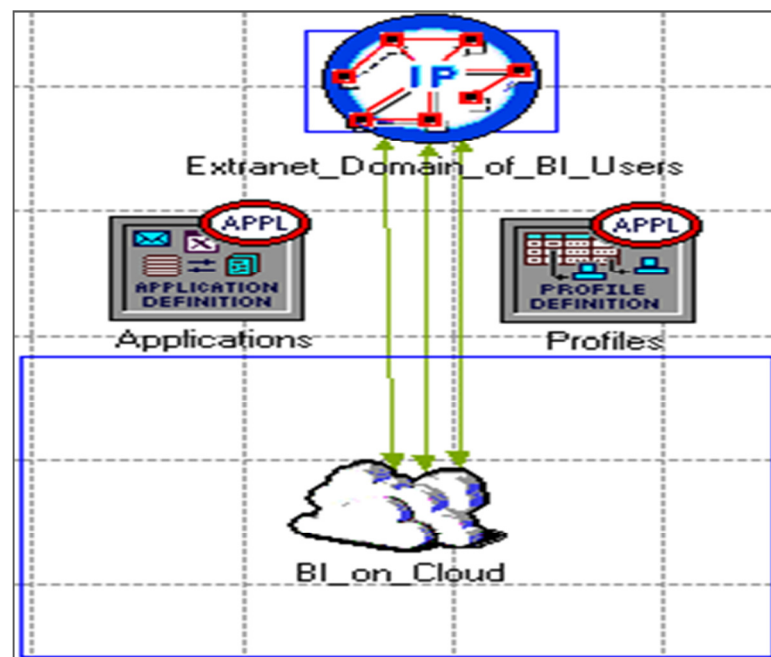 IP
Extranet_Domain_of_BI_Users
APPL
APPLICATION
DEFINITION
Applications
APPL
PROFILE
DEFINITION
Profiles
BI_on_Cloud